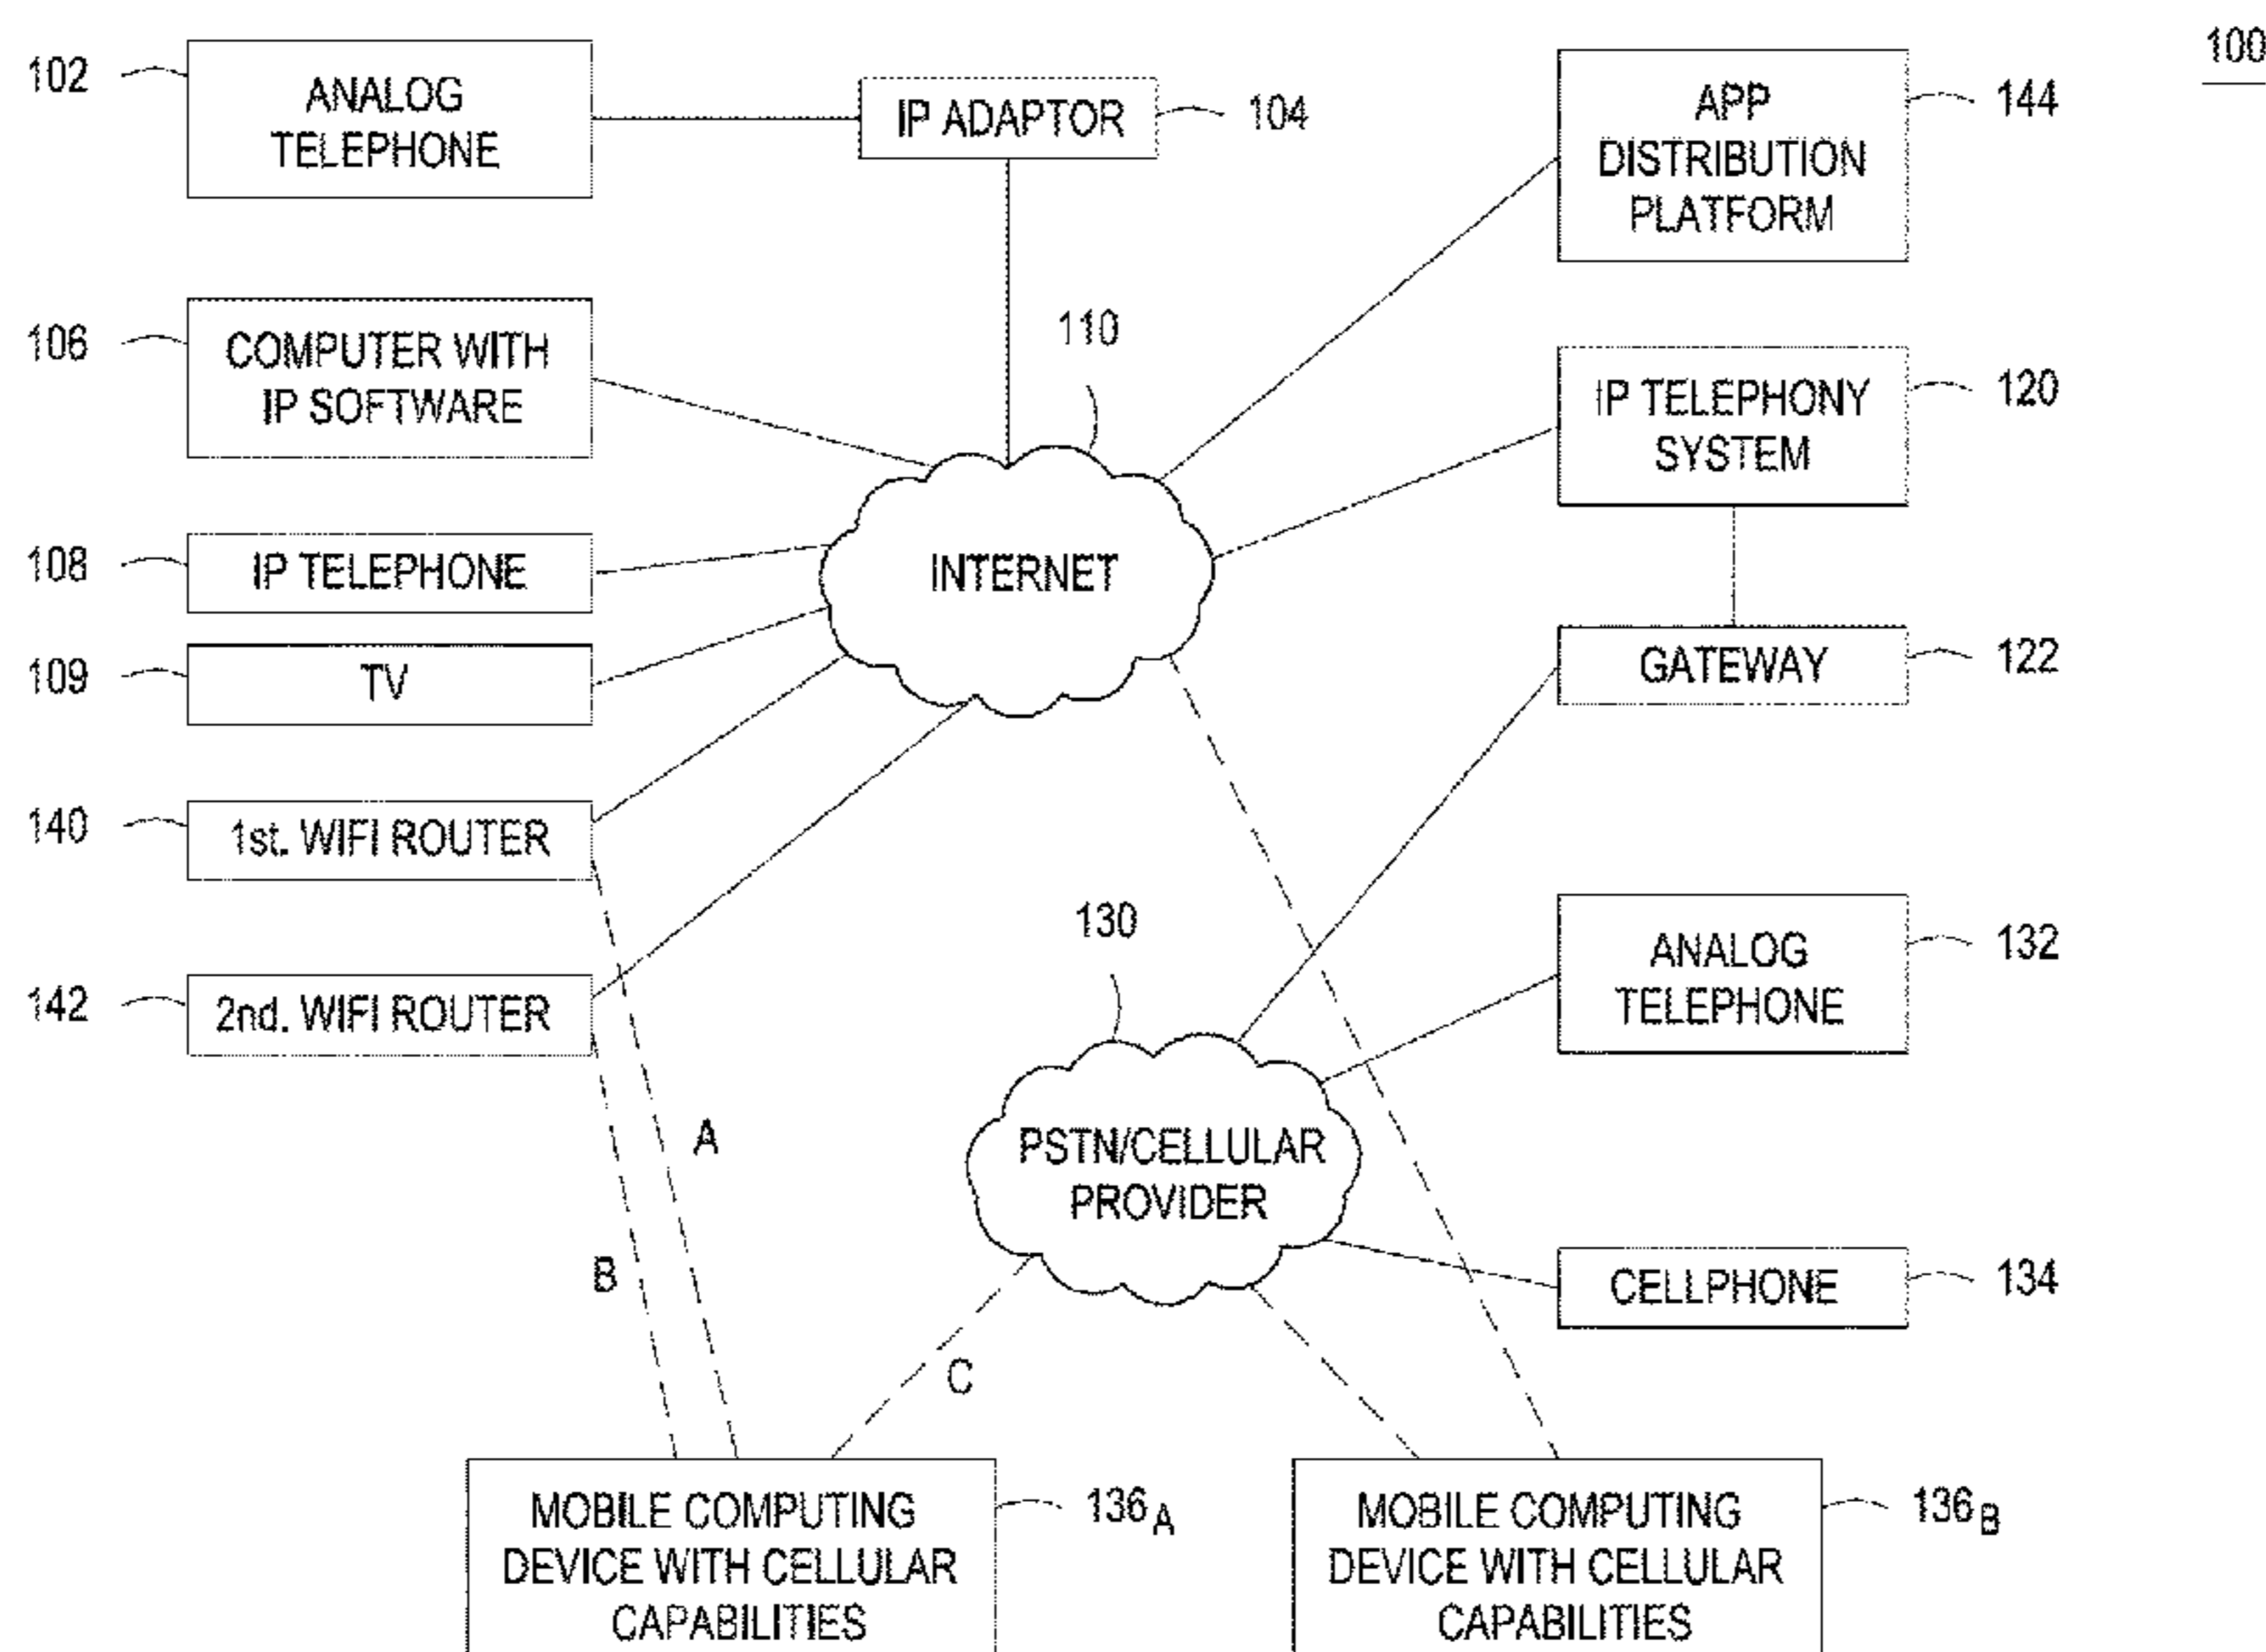 100
102
ANALOG
TELEPHONE
IP ADAPTOR
104
APP
DISTRIBUTION
PLATFORM
144
106
COMPUTER WITH
IP SOFTWARE
110
IP TELEPHONY
SYSTEM
120
108
IP TELEPHONE
INTERNET
109
TV
GATEWAY
122
140
1st. WIFI ROUTER
142
2nd. WIFI ROUTER
130
ANALOG
TELEPHONE
132
A
PSTN/CELLULAR
PROVIDER
B
CELLPHONE
134
C
MOBILE COMPUTING
DEVICE WITH CELLULAR
CAPABILITIES
136A
MOBILE COMPUTING
DEVICE WITH CELLULAR
CAPABILITIES
136B